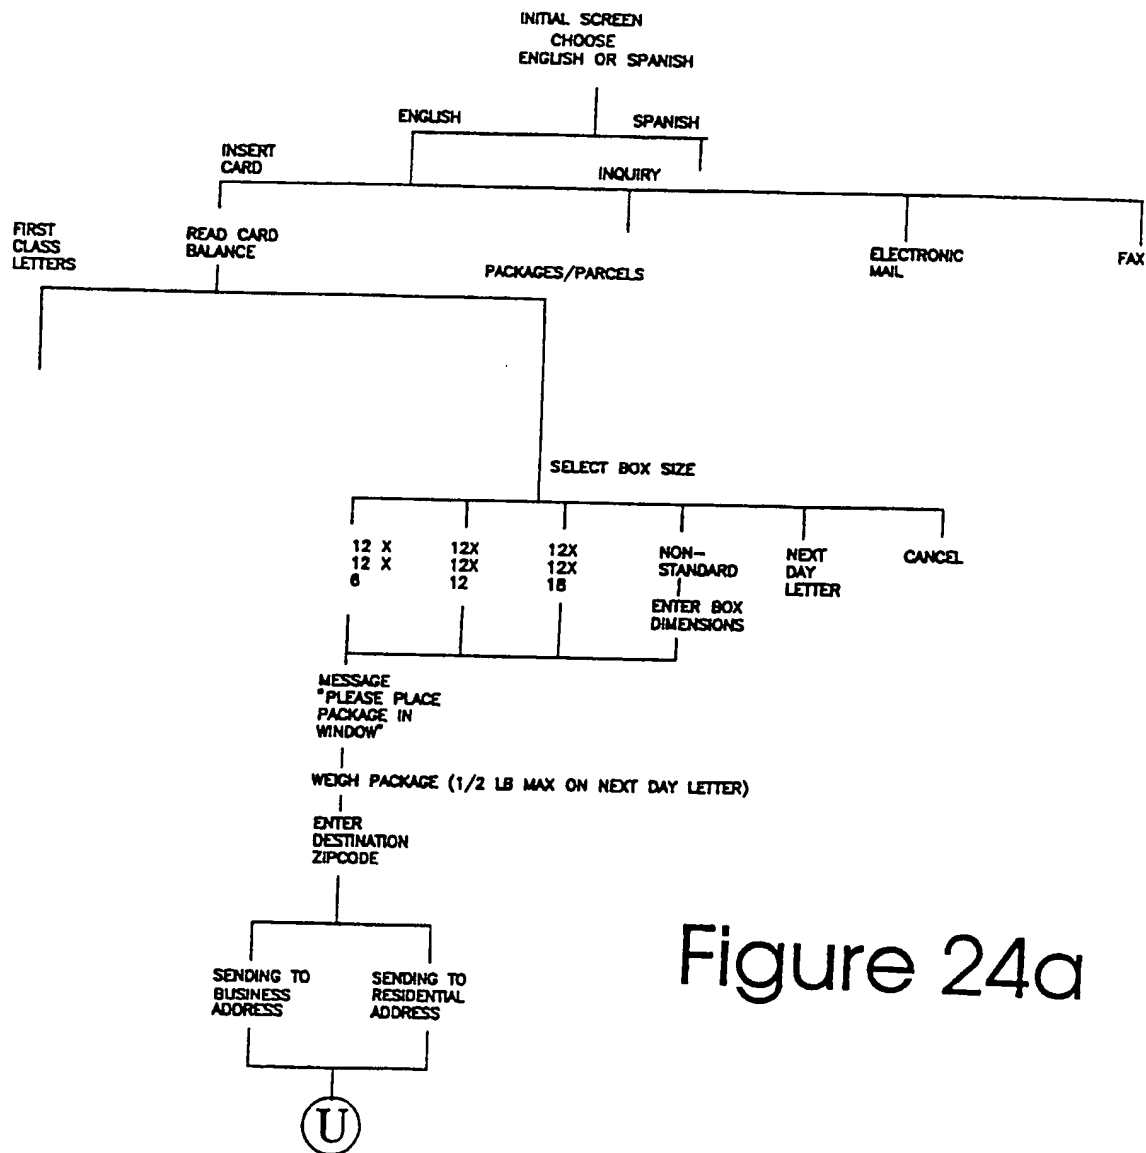 INITIAL SCREEN
CHOOSE
ENGLISH OR SPANISH
ENGLISH
SPANISH
INSERT
CARD
INQUIRY
FIRST
CLASS
LETTERS
READ CARD
BALANCE
PACKAGES/PARCELS
ELECTRONIC
MAIL
FAX
SELECT BOX SIZE
12 X
12 X
6
12X
12X
12
12X
12X
18
NON-
STANDARD
ENTER BOX
DIMENSIONS
NEXT
DAY
LETTER
CANCEL
MESSAGE
"PLEASE PLACE
PACKAGE IN
WINDOW"
WEIGH PACKAGE (1/2 LB MAX ON NEXT DAY LETTER)
ENTER
DESTINATION
ZIPCODE
SENDING TO
BUSINESS
ADDRESS
SENDING TO
RESIDENTIAL
ADDRESS
U
Figure 24a